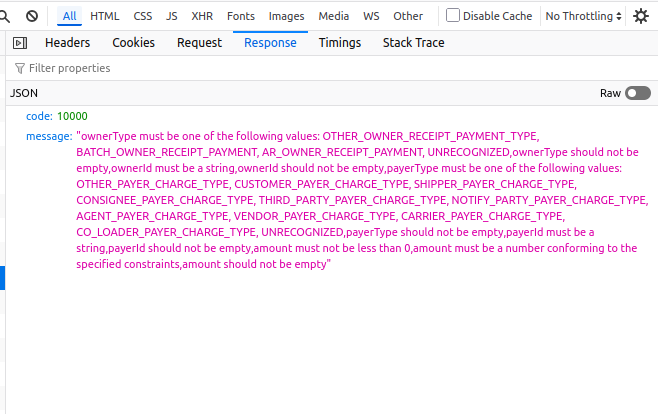 All HTML CSS JS XHR Fonts Images Media WS Other Disable Cache No Throttling
Headers Cookies Request Response Timings Stack Trace
Filter properties
JSON Raw
code: 10000
message: "ownerType must be one of the following values: OTHER_OWNER_RECEIPT_PAYMENT_TYPE,
BATCH_OWNER_RECEIPT_PAYMENT, AR_OWNER_RECEIPT_PAYMENT, UNRECOGNIZED,ownerType should not be
empty,ownerId must be a string,ownerId should not be empty,payerType must be one of the following values:
OTHER_PAYER_CHARGE_TYPE, CUSTOMER_PAYER_CHARGE_TYPE, SHIPPER_PAYER_CHARGE_TYPE,
CONSIGNEE_PAYER_CHARGE_TYPE, THIRD_PARTY_PAYER_CHARGE_TYPE, NOTIFY_PARTY_PAYER_CHARGE_TYPE,
AGENT_PAYER_CHARGE_TYPE, VENDOR_PAYER_CHARGE_TYPE, CARRIER_PAYER_CHARGE_TYPE,
CO_LOADER_PAYER_CHARGE_TYPE, UNRECOGNIZED,payerType should not be empty,payerId must be a
string,payerId should not be empty,amount must not be less than 0,amount must be a number conforming to the
specified constraints,amount should not be empty"